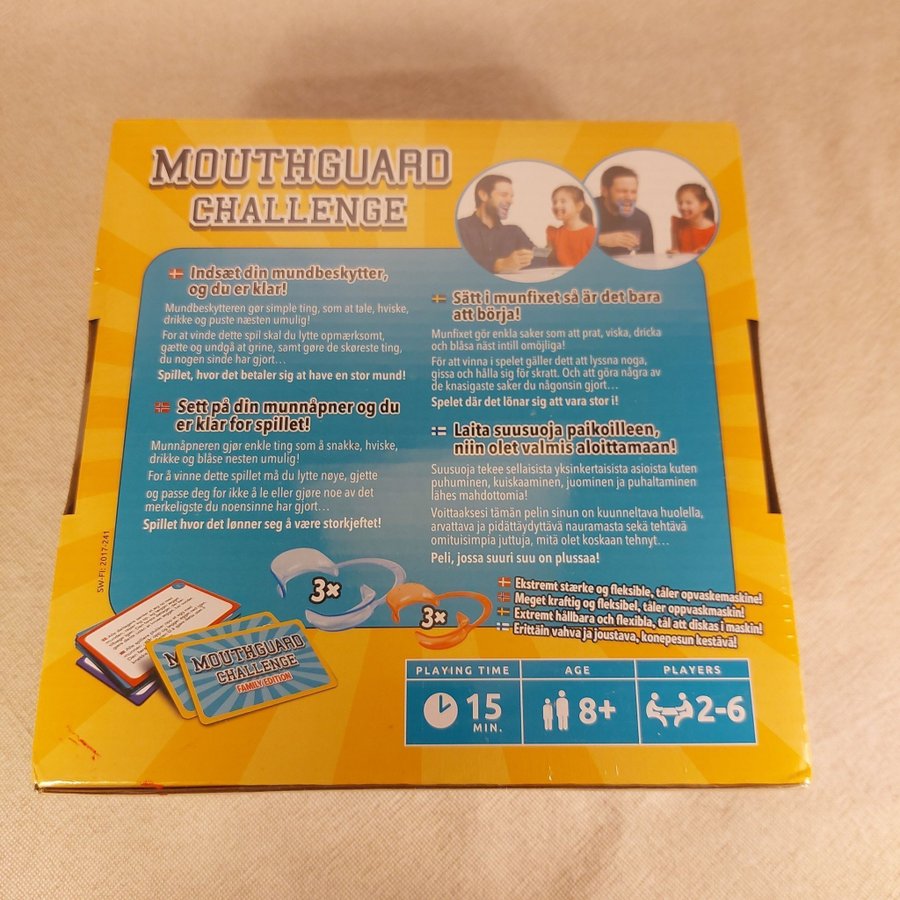 MOUTHGUARD
CHALLENGE
Indsæt din mundbeskytter,
og du er klar!
Mundbeskytteren gør simple ting, som at tale, hviske,
drikke og puste næsten umulig!
For at vinde dette spil skal du lytte opmærksomt,
gætte og undgå at grine, samt gøre de skøreste ting,
du nogen sinde har gjort...
Spillet, hvor det betaler sig at have en stor mund!
Sett på din munnåpner og du
er klar for spillet!
Munnåpneren gjør enkle ting som å snakke, hviske,
drikke og blåse nesten umulig!
For å vinne dette spillet må du lytte nøye, gjette
og passe deg for ikke å le eller gjøre noe av det
merkeligste du noensinne har gjort...
Spillet hvor det lønner seg å være storkjeftet!
Sätt i munfixet så är det bara
att börja!
Munfixet gör enkla saker som att prat, viska, dricka
och blåsa näst intill omöjliga!
För att vinna i spelet gäller dett att lyssna noga,
gissa och hålla sig för skratt. Och att göra några av
de knasigaste saker du någonsin gjort...
Spelet där det lönar sig att vara stor i!
Laita suusuoja paikoilleen,
niin olet valmis aloittamaan!
Suusuoja tekee sellaisista yksinkertaisista asioista kuten
puhuminen, kuiskaaminen, juominen ja puhaltaminen
lähes mahdottomia!
Voittaaksesi tämän pelin sinun on kuunneltava huolella,
arvattava ja pidättäydyttävä nauramasta sekä tehtävä
omituisimpia juttuja, mitä olet koskaan tehnyt...
Peli, jossa suuri suu on plussaa!
SW-FI: 2017-241
3x
3x
Ekstremt stærke og fleksible, tåler opvaskemaskine!
Meget kraftig og fleksibel, tåler oppvaskmaskin!
Extremt hållbara och flexibla, tål att diskas i maskin!
Erittäin vahva ja joustava, konepesun kestävä!
MOUTHGUARD
CHALLENGE
FAMILY EDITION
PLAYING TIME
15
MIN.
AGE
8+
PLAYERS
2-6